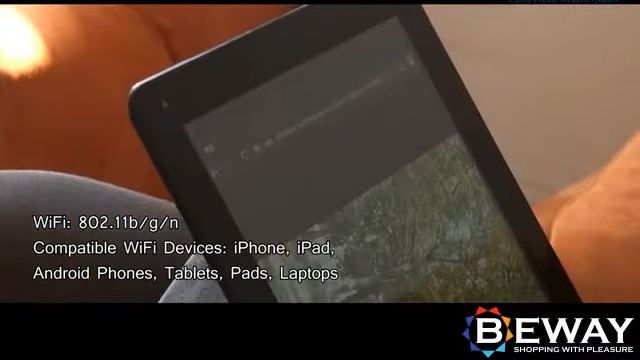 WiFi: 802.11b/g/n
Compatible WiFi Devices: iPhone, iPad,
Android Phones, Tablets, Pads, Laptops
BEWAY
SHOPPING WITH PLEASURE